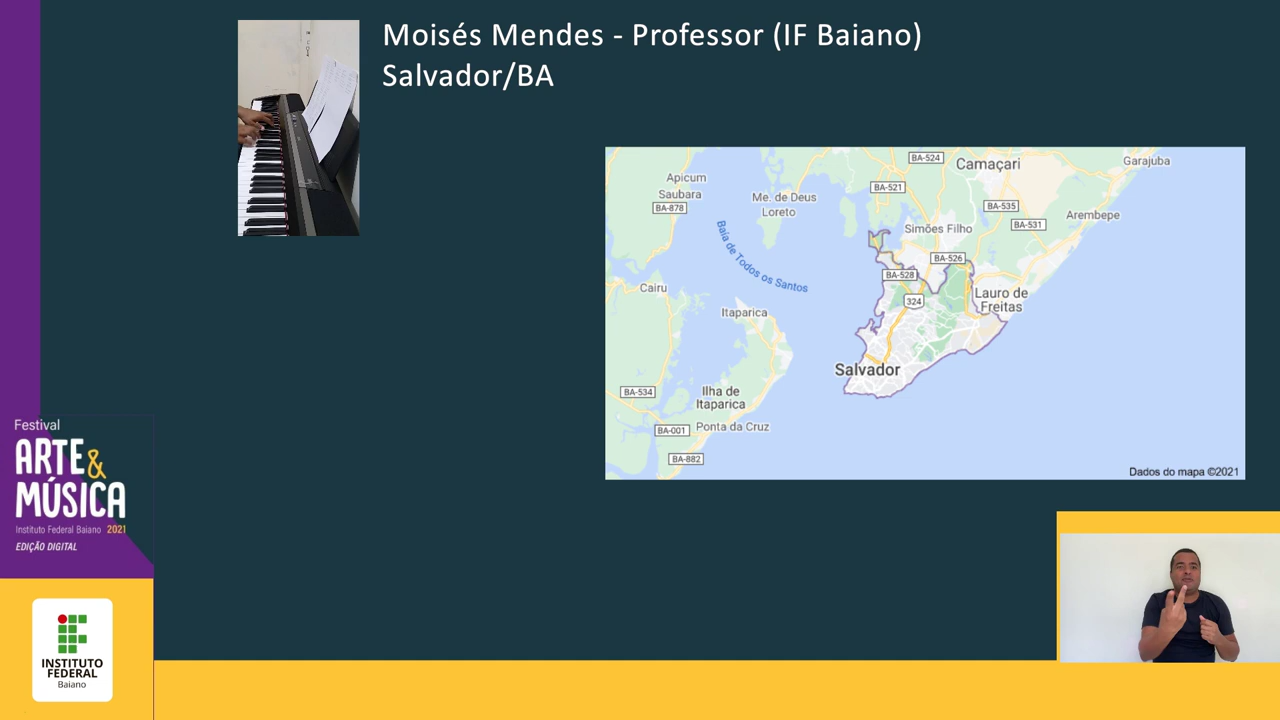 Moisés Mendes - Professor (IF Baiano)
Salvador/BA
BA-524
Camaçari
Garajuba
Apicum
Saubara
BA-878
Me. de Deus
Loreto
BA-521
BA-535
BA-531
Arembepe
Simões Filho
Baía de Todos os Santos
BA-526
BA-528
Cairu
324
Lauro de
Freitas
Itaparica
Salvador
BA-534
Ilha de
Itaparica
BA-001
Ponta da Cruz
BA-882
Dados do mapa ©2021
Festival
ARTE &
MÚSICA
Instituto Federal Baiano 2021
EDIÇÃO DIGITAL
INSTITUTO
FEDERAL
Baiano